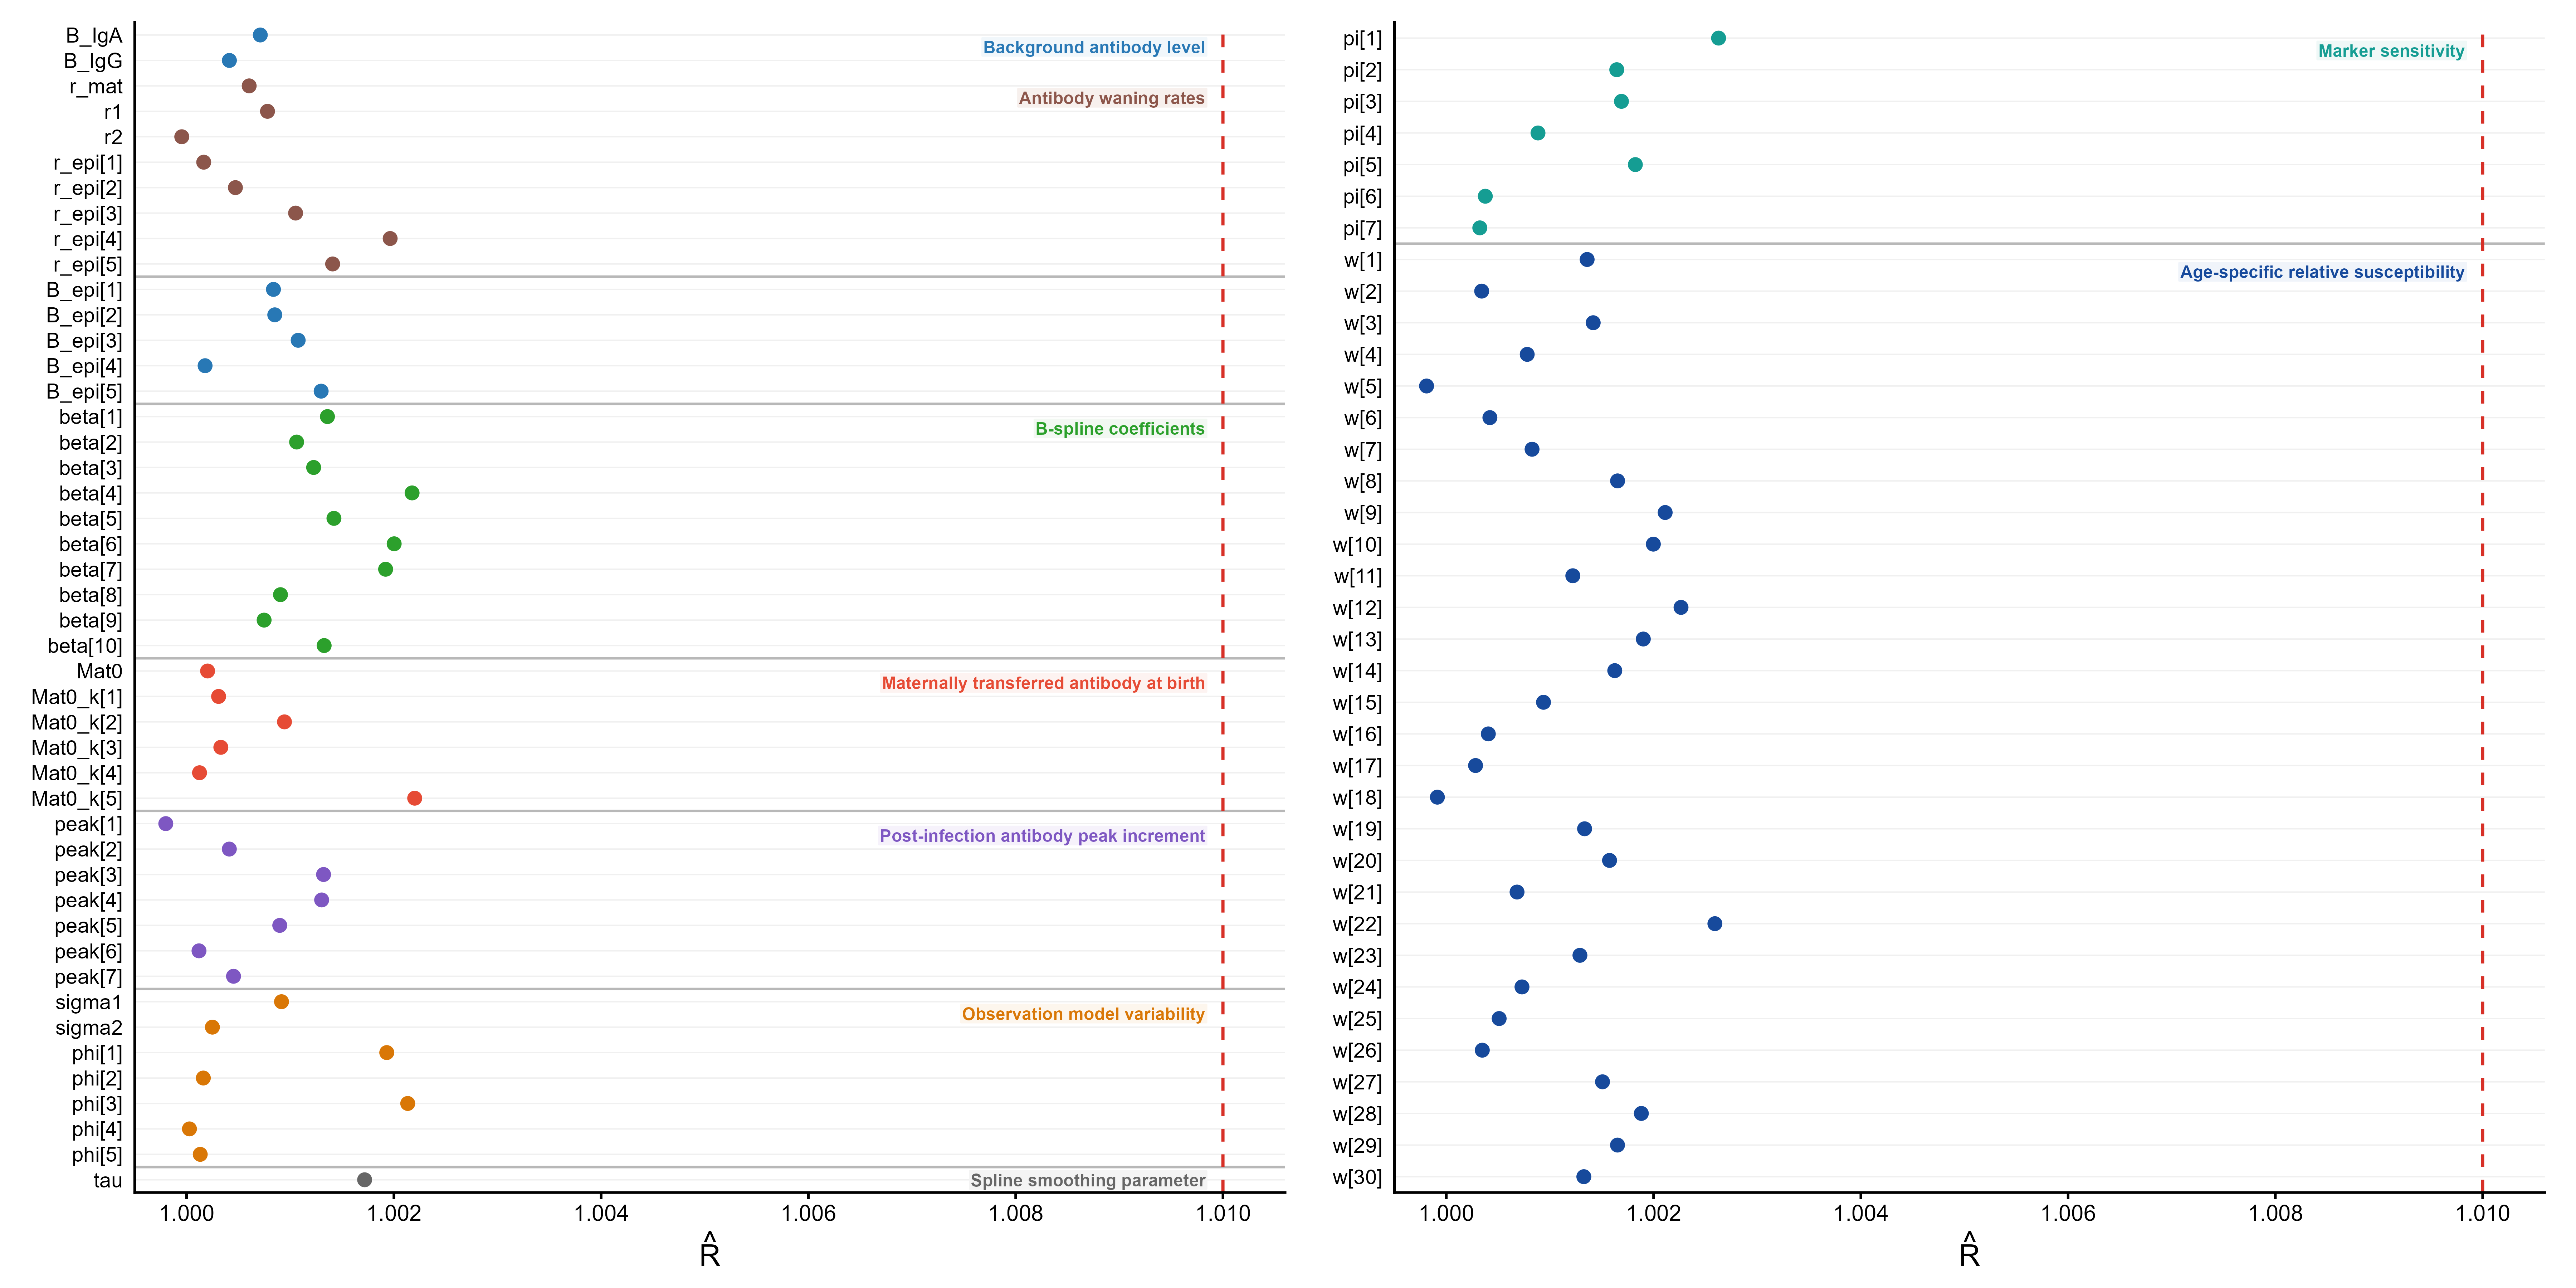 B_IgA
Background antibody level
B_IgG
r_mat
Antibody waning rates
r1
r2
r_epi[1]
r_epi[2]
r_epi[3]
r_epi[4]
r_epi[5]
B_epi[1]
B_epi[2]
B_epi[3]
B_epi[4]
B_epi[5]
beta[1]
B-spline coefficients
beta[2]
beta[3]
beta[4]
beta[5]
beta[6]
beta[7]
beta[8]
beta[9]
beta[10]
Mat0
Maternally transferred antibody at birth
Mat0_k[1]
Mat0_k[2]
Mat0_k[3]
Mat0_k[4]
Mat0_k[5]
peak[1]
Post-infection antibody peak increment
peak[2]
peak[3]
peak[4]
peak[5]
peak[6]
peak[7]
sigma1
Observation model variability
sigma2
phi[1]
phi[2]
phi[3]
phi[4]
phi[5]
tau
Spline smoothing parameter
1.000 1.002 1.004 1.006 1.008 1.010
R̂
pi[1]
Marker sensitivity
pi[2]
pi[3]
pi[4]
pi[5]
pi[6]
pi[7]
w[1]
Age-specific relative susceptibility
w[2]
w[3]
w[4]
w[5]
w[6]
w[7]
w[8]
w[9]
w[10]
w[11]
w[12]
w[13]
w[14]
w[15]
w[16]
w[17]
w[18]
w[19]
w[20]
w[21]
w[22]
w[23]
w[24]
w[25]
w[26]
w[27]
w[28]
w[29]
w[30]
1.000 1.002 1.004 1.006 1.008 1.010
R̂